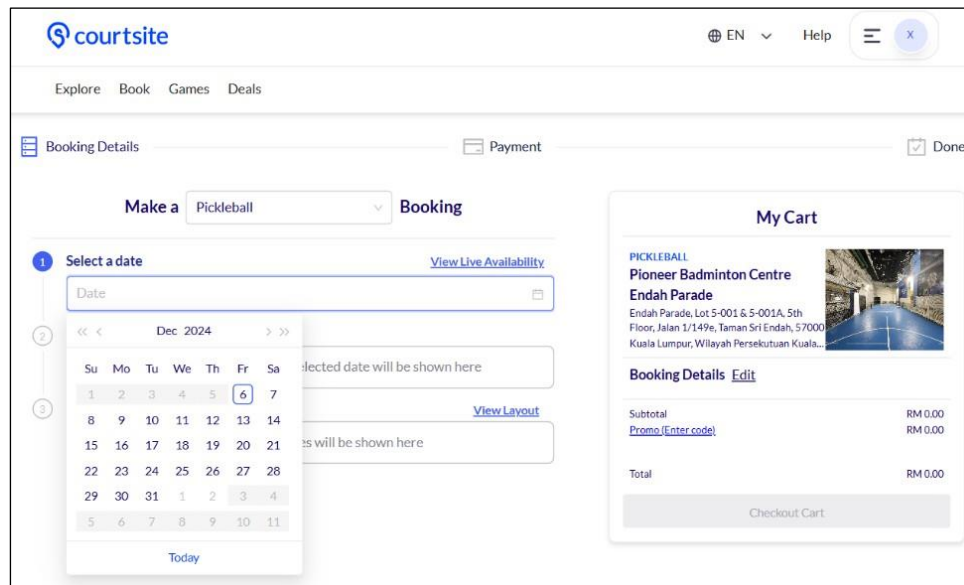 courtsite
EN
Help
X
Explore Book Games Deals
Booking Details
Payment
Done
Make a Pickleball Booking
1 Select a date
View Live Availability
Date
Dec 2024
Su Mo Tu We Th Fr Sa
1 2 3 4 5 6 7
8 9 10 11 12 13 14
15 16 17 18 19 20 21
22 23 24 25 26 27 28
29 30 31 1 2 3 4
5 6 7 8 9 10 11
Today
2
lected date will be shown here
3
View Layout
es will be shown here
My Cart
PICKLEBALL
Pioneer Badminton Centre
Endah Parade
Endah Parade, Lot 5-001 & 5-001A, 5th
Floor, Jalan 1/149e, Taman Sri Endah, 57000
Kuala Lumpur, Wilayah Persekutuan Kuala...
Booking Details Edit
Subtotal RM 0.00
Promo (Enter code) RM 0.00
Total RM 0.00
Checkout Cart